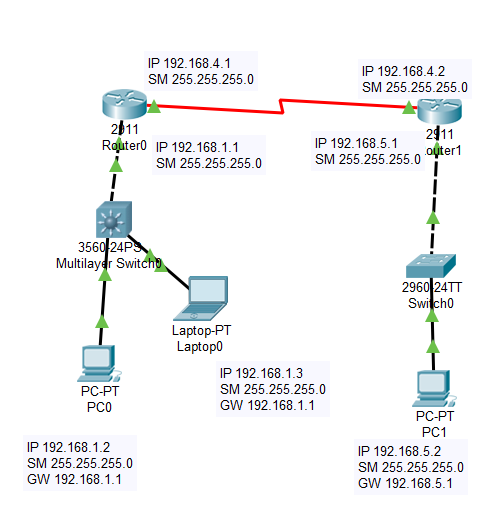 IP 192.168.4.1
SM 255.255.255.0
IP 192.168.4.2
SM 255.255.255.0
2911
Router0
2911
outer1
IP 192.168.1.1
SM 255.255.255.0
IP 192.168.5.1
SM 255.255.255.0
3560-24PS
Multilayer Switch0
2960-24TT
Switch0
Laptop-PT
Laptop0
PC-PT
PC0
IP 192.168.1.3
SM 255.255.255.0
GW 192.168.1.1
PC-PT
PC1
IP 192.168.1.2
SM 255.255.255.0
GW 192.168.1.1
IP 192.168.5.2
SM 255.255.255.0
GW 192.168.5.1